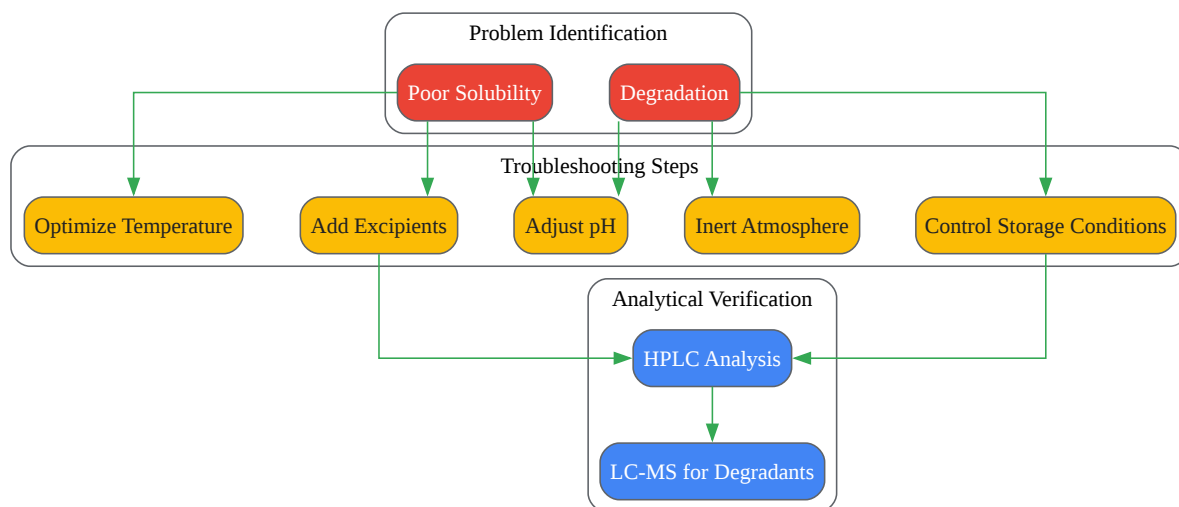 Problem Identification
Poor Solubility
Degradation
Troubleshooting Steps
Optimize Temperature
Add Excipients
Adjust pH
Inert Atmosphere
Control Storage Conditions
Analytical Verification
HPLC Analysis
LC-MS for Degradants